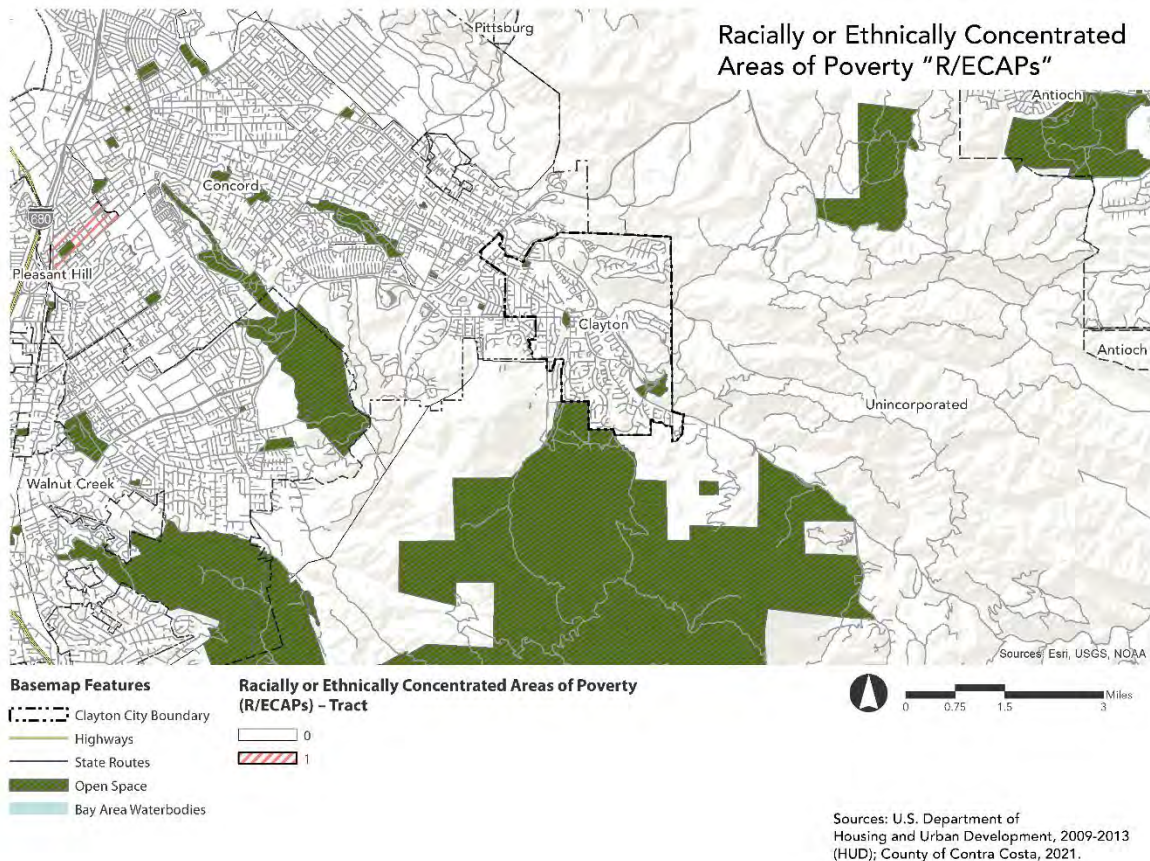 Pittsburg
Racially or Ethnically Concentrated
Areas of Poverty "R/ECAPs"
Antioch
Concord
680
Pleasant Hill
Clayton
Antioch
Unincorporated
Walnut Creek
Sources: Esri, USGS, NOAA
Basemap Features
Clayton City Boundary
Highways
State Routes
Open Space
Bay Area Waterbodies
Racially or Ethnically Concentrated Areas of Poverty
(R/ECAPs) – Tract
0
1
Miles
0 0.75 1.5 3
Sources: U.S. Department of
Housing and Urban Development, 2009-2013
(HUD); County of Contra Costa, 2021.